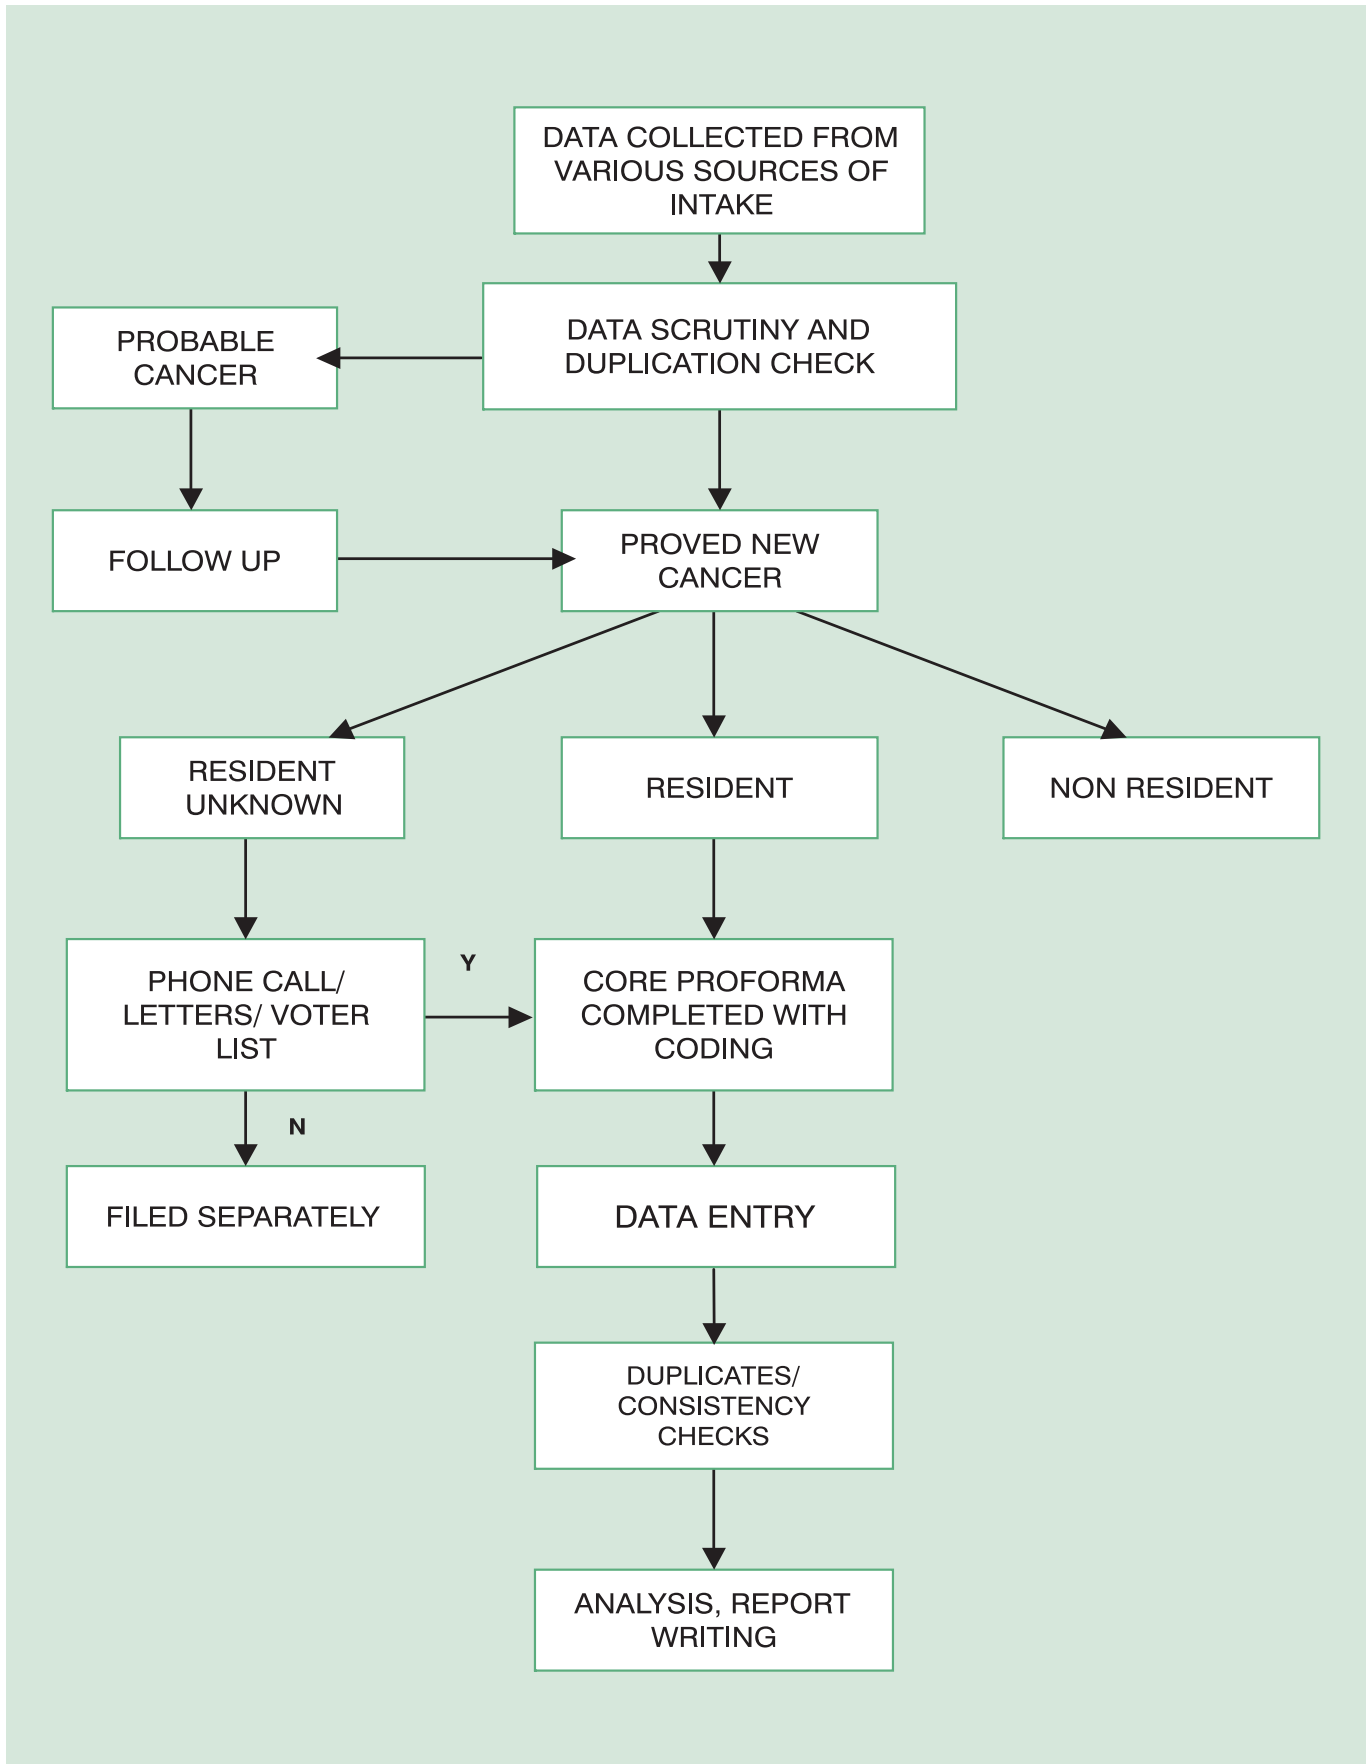 DATA COLLECTED FROM
VARIOUS SOURCES OF
INTAKE
DATA SCRUTINY AND
DUPLICATION CHECK
PROBABLE
CANCER
FOLLOW UP
PROVED NEW
CANCER
RESIDENT
UNKNOWN
RESIDENT
NON RESIDENT
PHONE CALL/
LETTERS/ VOTER
LIST
Y
CORE PROFORMA
COMPLETED WITH
CODING
N
FILED SEPARATELY
DATA ENTRY
DUPLICATES/
CONSISTENCY
CHECKS
ANALYSIS, REPORT
WRITING